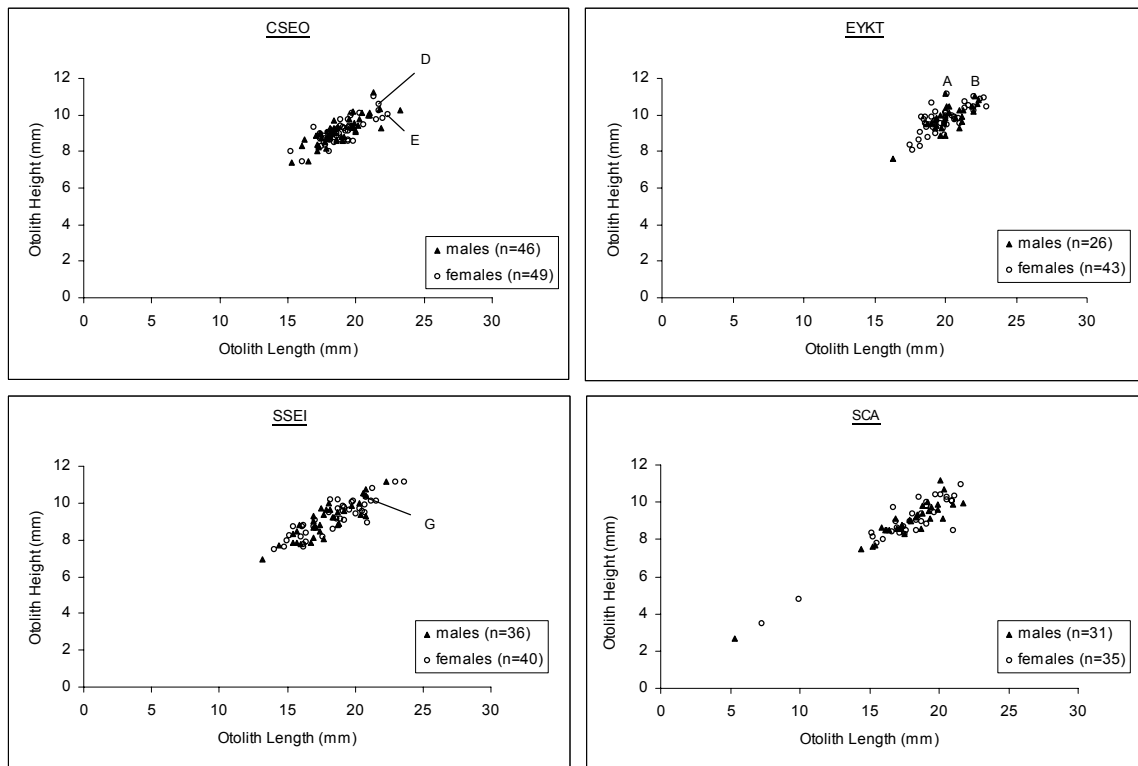 CSEO
D
E
12
10
8
6
4
2
0
Otolith Height (mm)
males (n=46)
females (n=49)
0 5 10 15 20 25 30
Otolith Length (mm)
EYKT
A B
12
10
8
6
4
2
0
Otolith Height (mm)
males (n=26)
females (n=43)
0 5 10 15 20 25 30
Otolith Length (mm)
SSEI
G
12
10
8
6
4
2
0
Otolith Height (mm)
males (n=36)
females (n=40)
0 5 10 15 20 25 30
Otolith Length (mm)
SCA
12
10
8
6
4
2
0
Otolith Height (mm)
males (n=31)
females (n=35)
0 5 10 15 20 25 30
Otolith Length (mm)